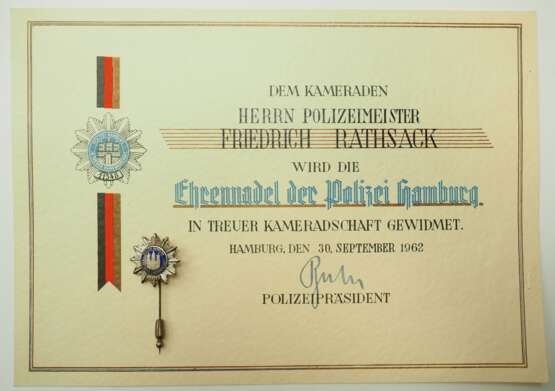 DEM KAMERADEN
HERRN POLIZEIMEISTER
FRIEDRICH RATHSACK
WIRD DIE
Ehrennadel der Polizei Hamburg.
IN TREUER KAMERADSCHAFT GEWIDMET.
HAMBURG, DEN 30. SEPTEMBER 1962
POLIZEIPRÄSIDENT